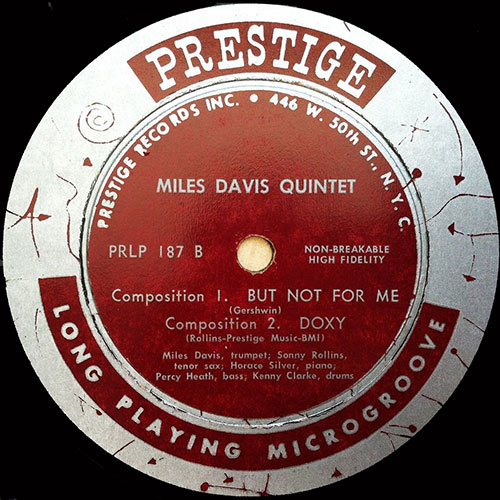 PRESTIGE
PRESTIGE RECORDS INC. • 446 W. 50th ST., N. Y. C.
MILES DAVIS QUINTET
PRLP 187 B
NON-BREAKABLE
HIGH FIDELITY
Composition 1. BUT NOT FOR ME
(Gershwin)
Composition 2. DOXY
(Rollins-Prestige Music-BMI)
Miles Davis, trumpet; Sonny Rollins,
tenor sax; Horace Silver, piano;
Percy Heath, bass; Kenny Clarke, drums
LONG PLAYING MICROGROOVE